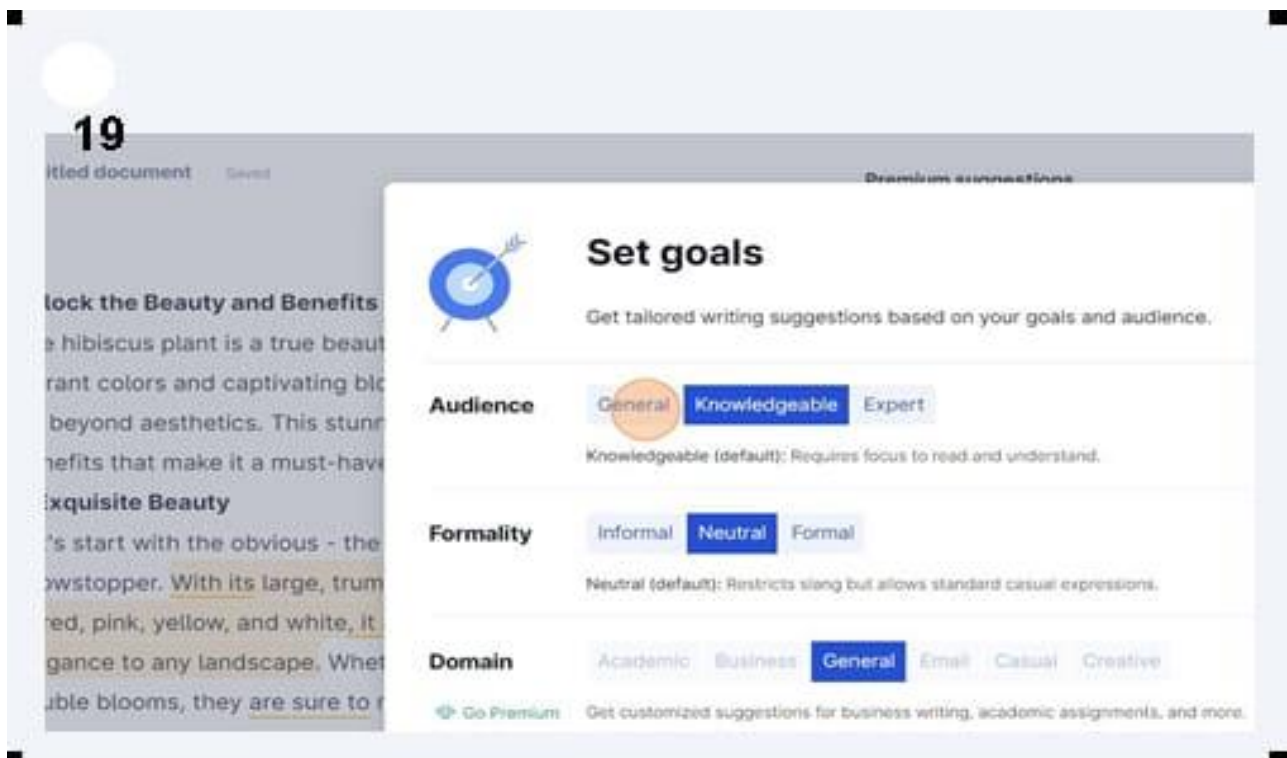 19
itled document Saved
Premium suggestions
Set goals
Get tailored writing suggestions based on your goals and audience.
lock the Beauty and Benefits
e hibiscus plant is a true beaut
rant colors and captivating blo
beyond aesthetics. This stunn
nefits that make it a must-have
Exquisite Beauty
's start with the obvious - the
owstopper. With its large, trum
red, pink, yellow, and white, it
gance to any landscape. Whet
uble blooms, they are sure to r
Audience General Knowledgeable Expert
Knowledgeable (default): Requires focus to read and understand.
Formality Informal Neutral Formal
Neutral (default): Restricts slang but allows standard casual expressions.
Domain Academic Business General Email Casual Creative
Go Premium Get customized suggestions for business writing, academic assignments, and more.